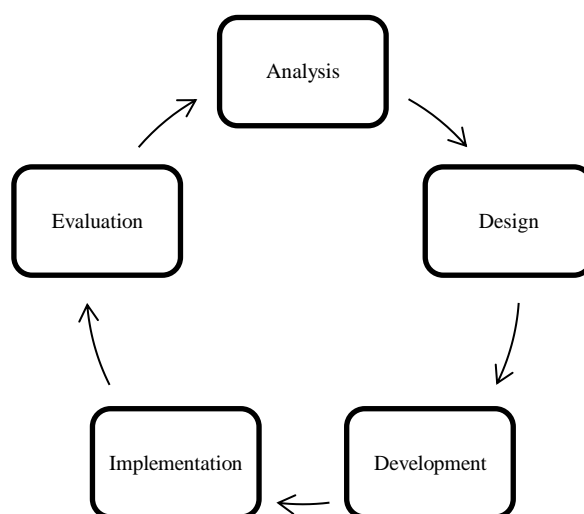 Analysis
Design
Development
Implementation
Evaluation